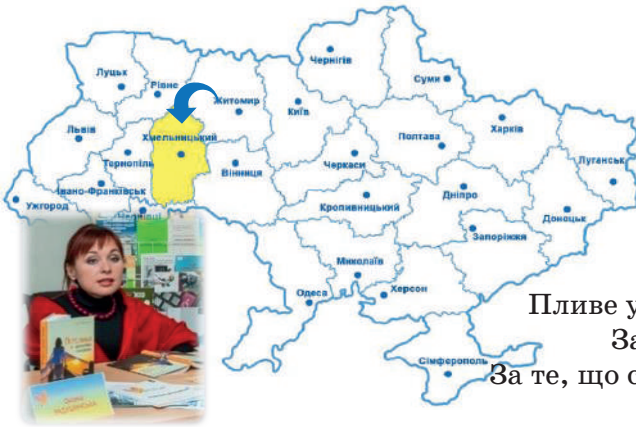 Чернігів
Луцьк
Рівне
Суми
Житомир
Київ
Львів
Хмельницький
Харків
Полтава
Тернопіль
Вінниця
Черкаси
Луганськ
Івано-Франківськ
Ужгород
Дніпро
Кропивницький
Донецьк
Запоріжжя
Миколаїв
Одеса
Херсон
Пливе у
За
Сімферополь
За те, що с